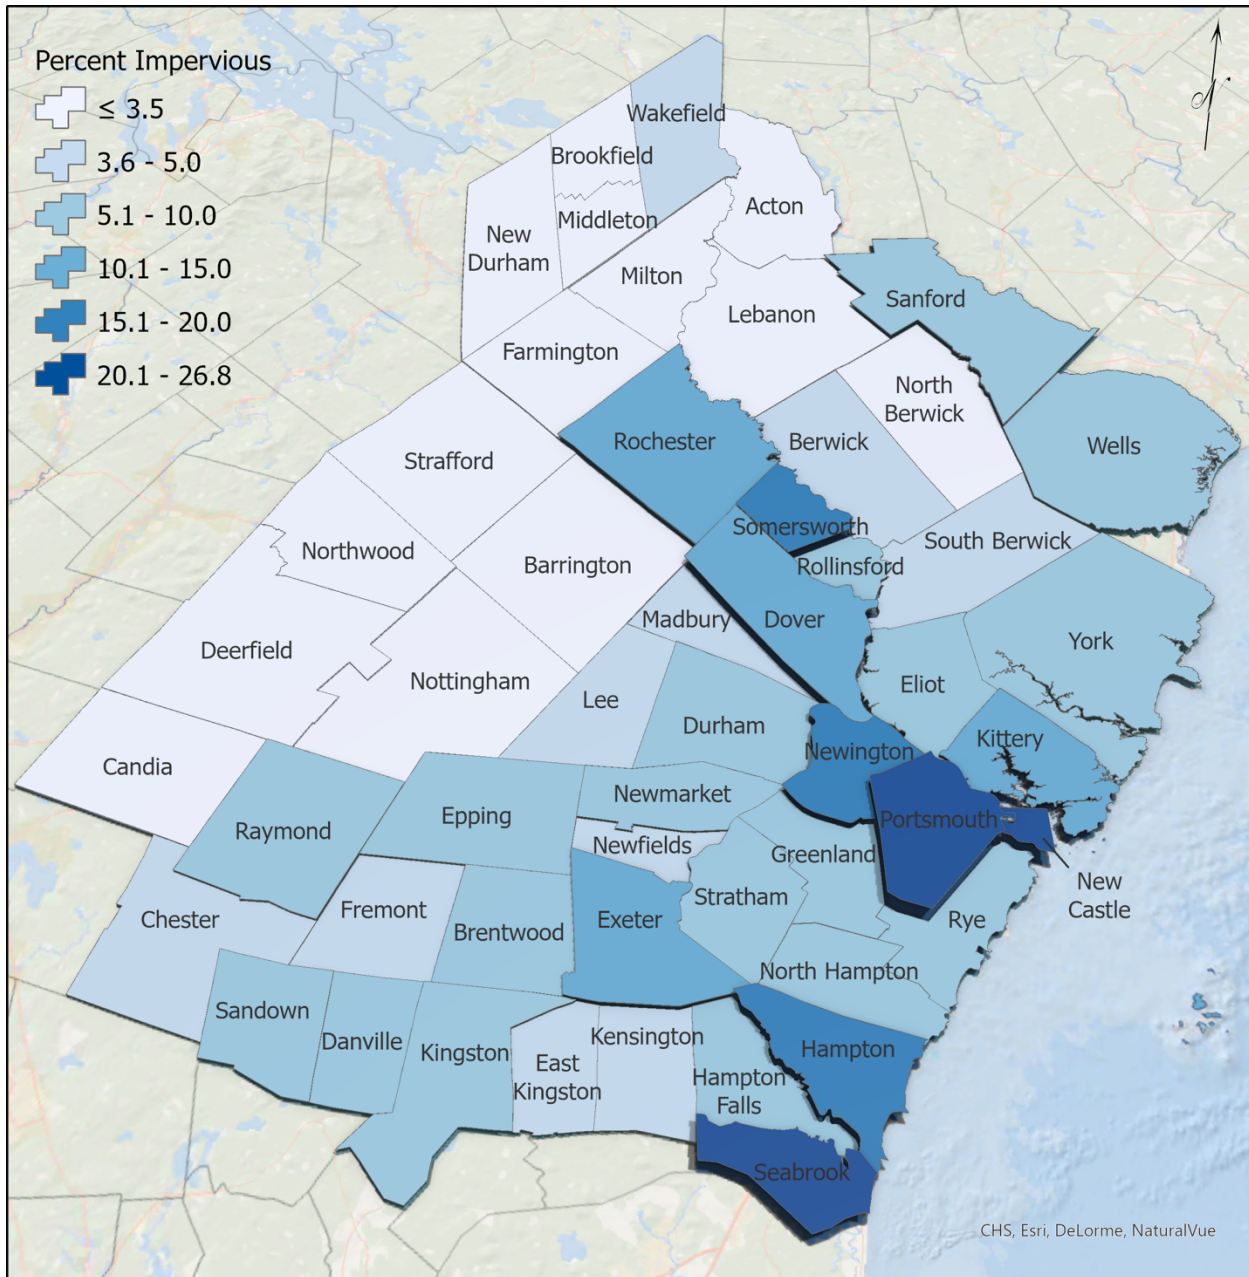 Percent Impervious
≤ 3.5
3.6 - 5.0
5.1 - 10.0
10.1 - 15.0
15.1 - 20.0
20.1 - 26.8
N
Wakefield
Brookfield
Middleton
New
Durham
Acton
Milton
Lebanon
Sanford
Farmington
North
Berwick
Rochester
Berwick
Wells
Strafford
Somersworth
South Berwick
Northwood
Barrington
Rollinsford
Madbury
Dover
York
Deerfield
Nottingham
Lee
Eliot
Durham
Newington
Kittery
Candia
Newmarket
Epping
Raymond
Portsmouth
Newfields
Greenland
New
Castle
Stratham
Chester
Fremont
Brentwood
Exeter
Rye
North Hampton
Sandown
Danville
Kingston
East
Kingston
Kensington
Hampton
Hampton
Falls
Seabrook
CHS, Esri, DeLorme, NaturalVue